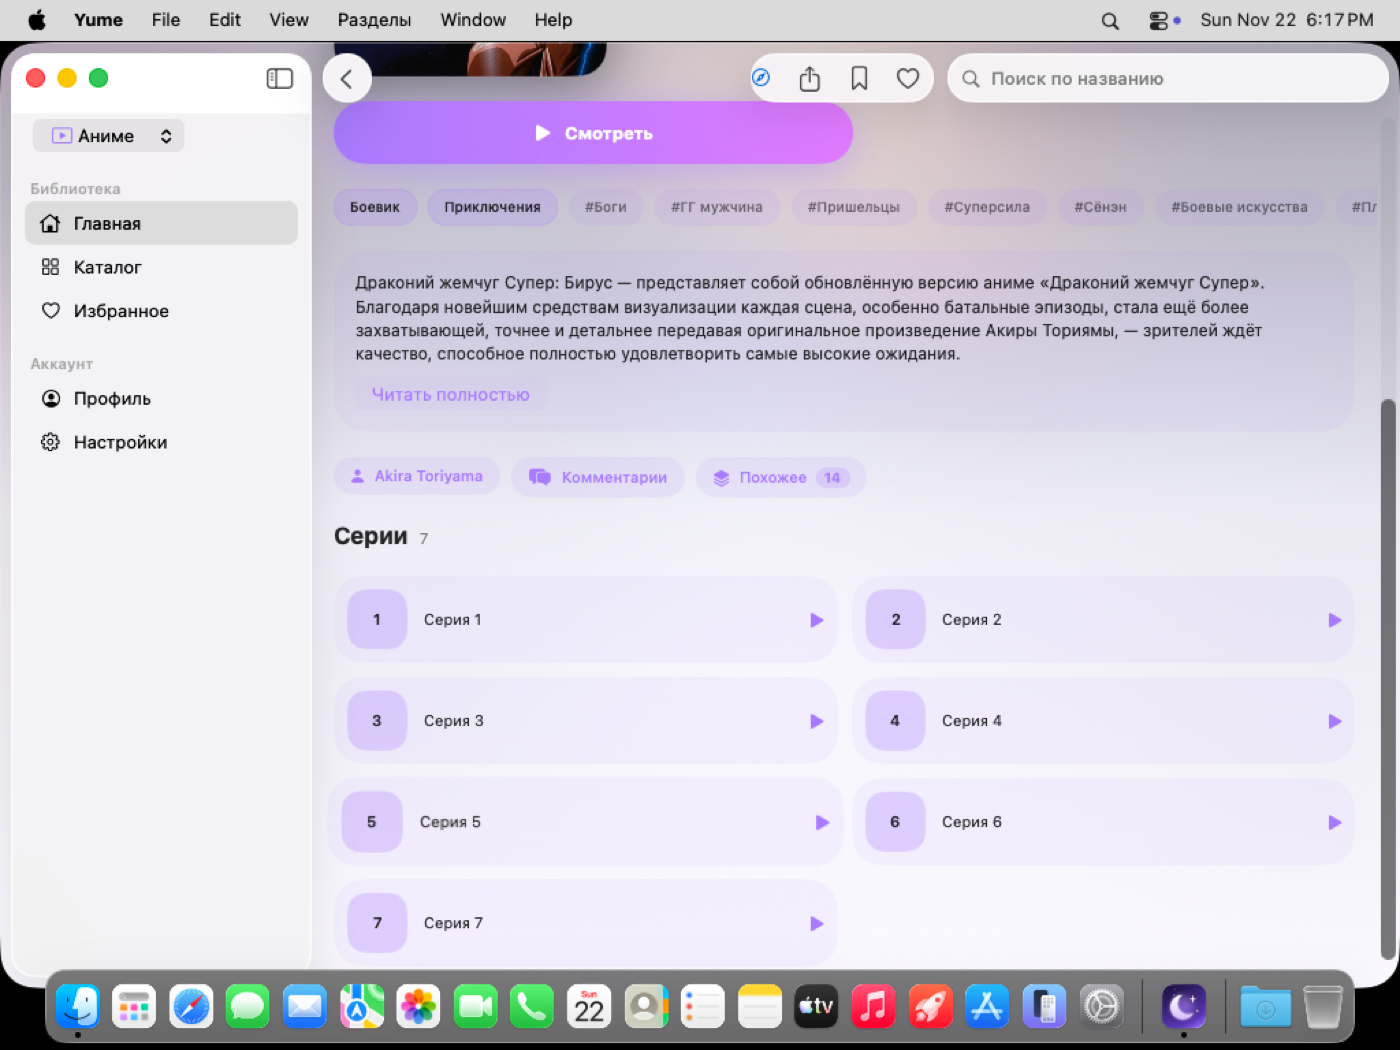 Yume File Edit View Разделы Window Help Sun Nov 22 6:17 PM
Поиск по названию
Аниме
Библиотека
Главная
Каталог
Избранное
Аккаунт
Профиль
Настройки
Смотреть
Боевик Приключения #Боги #ГГ мужчина #Пришельцы #Суперсила #Сёнэн #Боевые искусства #Пл
Драконий жемчуг Супер: Бирус — представляет собой обновлённую версию аниме «Драконий жемчуг Супер».
Благодаря новейшим средствам визуализации каждая сцена, особенно батальные эпизоды, стала ещё более
захватывающей, точнее и детальнее передавая оригинальное произведение Акиры Ториямы, — зрителей ждёт
качество, способное полностью удовлетворить самые высокие ожидания.
Читать полностью
Akira Toriyama Комментарии Похожее 14
Серии 7
1 Серия 1
2 Серия 2
3 Серия 3
4 Серия 4
5 Серия 5
6 Серия 6
7 Серия 7
Sun
22
tv